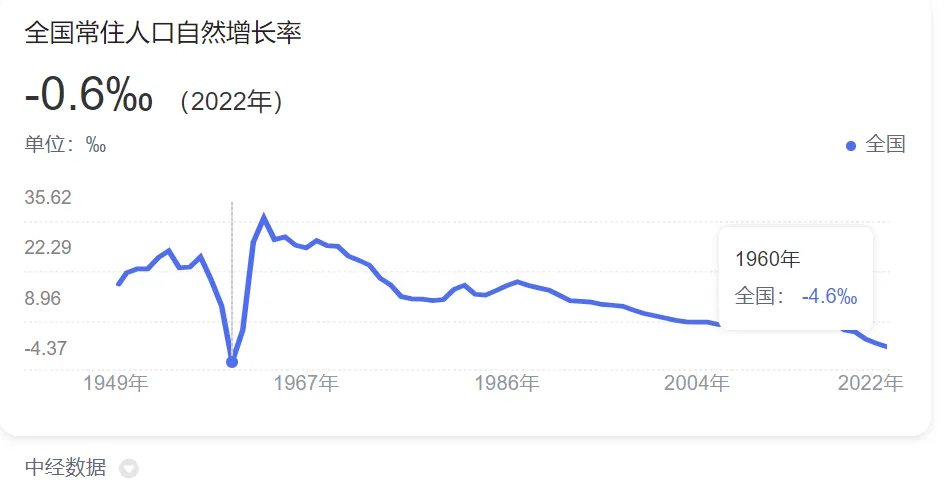 全国常住人口自然增长率
-0.6‰ （2022年）
单位：‰ 全国
35.62
22.29
8.96
-4.37
1960年
全国： -4.6‰
1949年 1967年 1986年 2004年 2022年
中经数据